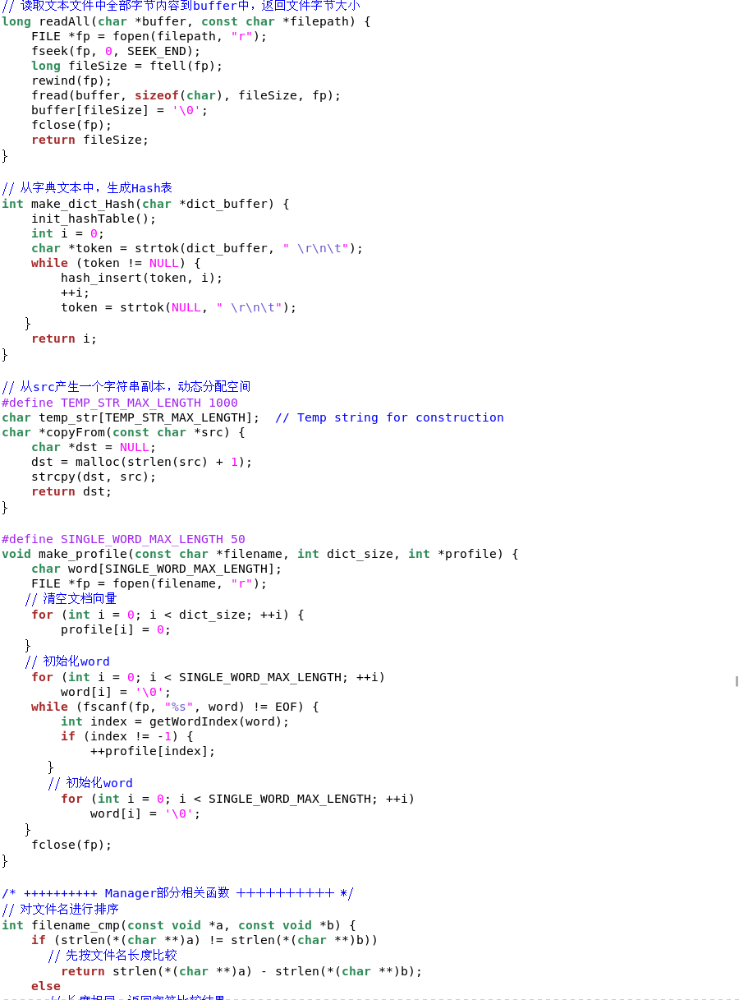 // 读取文本文件中全部字节内容到buffer中，返回文件字节大小
long readAll(char *buffer, const char *filepath) {
    FILE *fp = fopen(filepath, "r");
    fseek(fp, 0, SEEK_END);
    long fileSize = ftell(fp);
    rewind(fp);
    fread(buffer, sizeof(char), fileSize, fp);
    buffer[fileSize] = '\0';
    fclose(fp);
    return fileSize;
}

// 从字典文本中，生成Hash表
int make_dict_Hash(char *dict_buffer) {
    init_hashTable();
    int i = 0;
    char *token = strtok(dict_buffer, " \r\n\t");
    while (token != NULL) {
        hash_insert(token, i);
        ++i;
        token = strtok(NULL, " \r\n\t");
    }
    return i;
}

// 从src产生一个字符串副本，动态分配空间
#define TEMP_STR_MAX_LENGTH 1000
char temp_str[TEMP_STR_MAX_LENGTH];  // Temp string for construction
char *copyFrom(const char *src) {
    char *dst = NULL;
    dst = malloc(strlen(src) + 1);
    strcpy(dst, src);
    return dst;
}

#define SINGLE_WORD_MAX_LENGTH 50
void make_profile(const char *filename, int dict_size, int *profile) {
    char word[SINGLE_WORD_MAX_LENGTH];
    FILE *fp = fopen(filename, "r");
    // 清空文档向量
    for (int i = 0; i < dict_size; ++i) {
        profile[i] = 0;
    }
    // 初始化word
    for (int i = 0; i < SINGLE_WORD_MAX_LENGTH; ++i)
        word[i] = '\0';
    while (fscanf(fp, "%s", word) != EOF) {
        int index = getWordIndex(word);
        if (index != -1) {
            ++profile[index];
        }
        // 初始化word
        for (int i = 0; i < SINGLE_WORD_MAX_LENGTH; ++i)
            word[i] = '\0';
    }
    fclose(fp);
}

/* ++++++++++ Manager部分相关函数 ++++++++++ */
// 对文件名进行排序
int filename_cmp(const void *a, const void *b) {
    if (strlen(*(char **)a) != strlen(*(char **)b))
        // 先按文件名长度比较
        return strlen(*(char **)a) - strlen(*(char **)b);
    else
        // 长度相同，返回字符比较结果